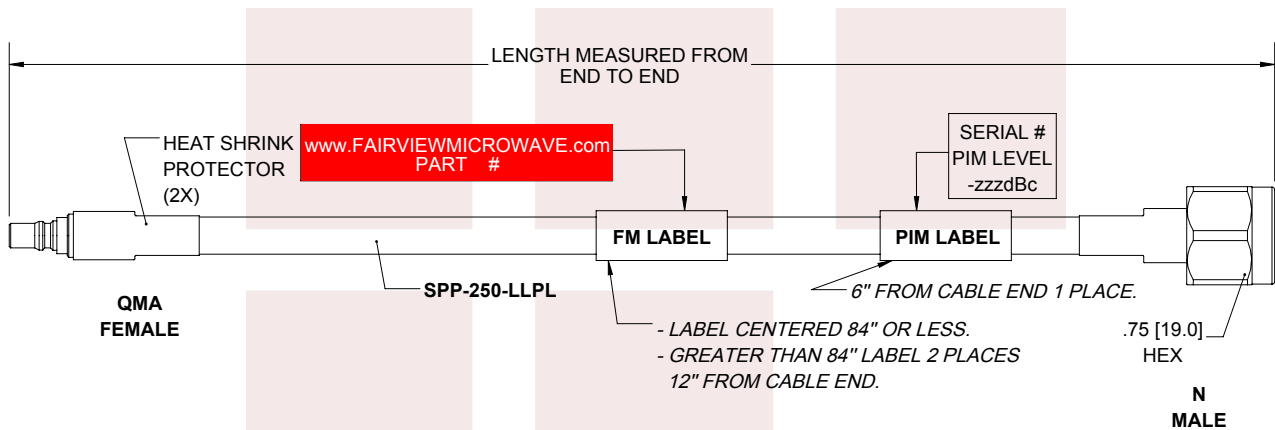 LENGTH MEASURED FROM
END TO END
HEAT SHRINK
PROTECTOR
(2X)
www.FAIRVIEWMICROWAVE.com
PART #
SERIAL #
PIM LEVEL
-zzzdBc
FM LABEL
PIM LABEL
QMA
FEMALE
SPP-250-LLPL
6" FROM CABLE END 1 PLACE.
- LABEL CENTERED 84" OR LESS.
- GREATER THAN 84" LABEL 2 PLACES
12" FROM CABLE END.
.75 [19.0]
HEX
N
MALE